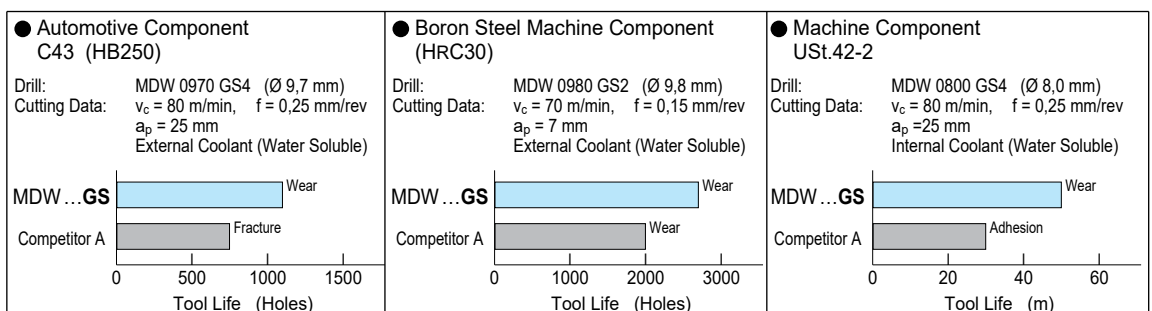 ● Automotive Component
C43 (HB250)
Drill: MDW 0970 GS4 (Ø 9,7 mm)
Cutting Data: vc = 80 m/min, f = 0,25 mm/rev
ap = 25 mm
External Coolant (Water Soluble)
MDW ... GS Wear
Competitor A Fracture
0 500 1000 1500
Tool Life (Holes)
● Boron Steel Machine Component
(HRC30)
Drill: MDW 0980 GS2 (Ø 9,8 mm)
Cutting Data: vc = 70 m/min, f = 0,15 mm/rev
ap = 7 mm
External Coolant (Water Soluble)
MDW ... GS Wear
Competitor A Wear
0 1000 2000 3000
Tool Life (Holes)
● Machine Component
USt.42-2
Drill: MDW 0800 GS4 (Ø 8,0 mm)
Cutting Data: vc = 80 m/min, f = 0,25 mm/rev
ap =25 mm
Internal Coolant (Water Soluble)
MDW ... GS Wear
Competitor A Adhesion
0 20 40 60
Tool Life (m)